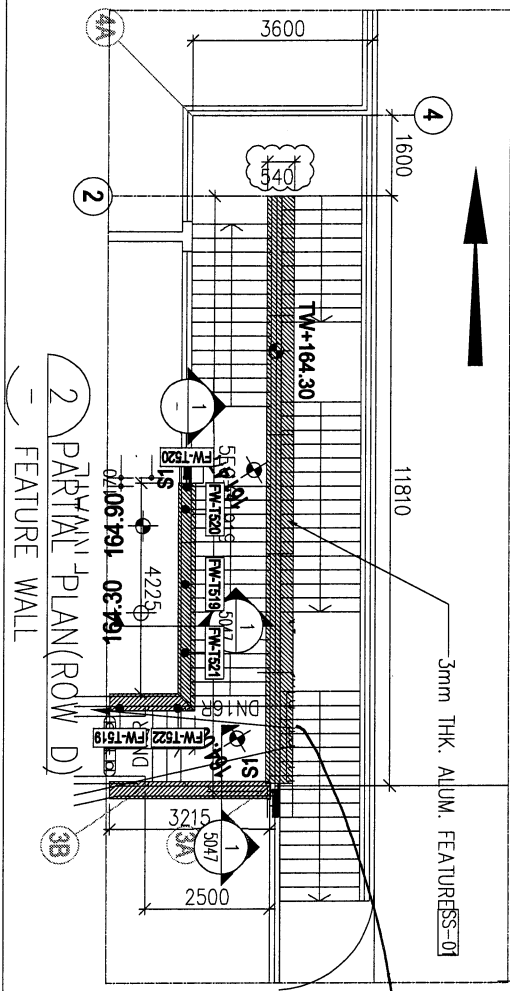 4A
3600
4
1600
540
2
TW+164.30
11810
3mm THK. ALUM. FEATURE SS-01
1
-
FW-T520
S1
FW-T520
FW-T519
FW-T521
1
5047
164.90
164.30
4225
DN16R
FW-T519
FW-T522
S1
3B
3A
3215
1
5047
2500
2
-
PARTIAL PLAN(ROW D)
FEATURE WALL